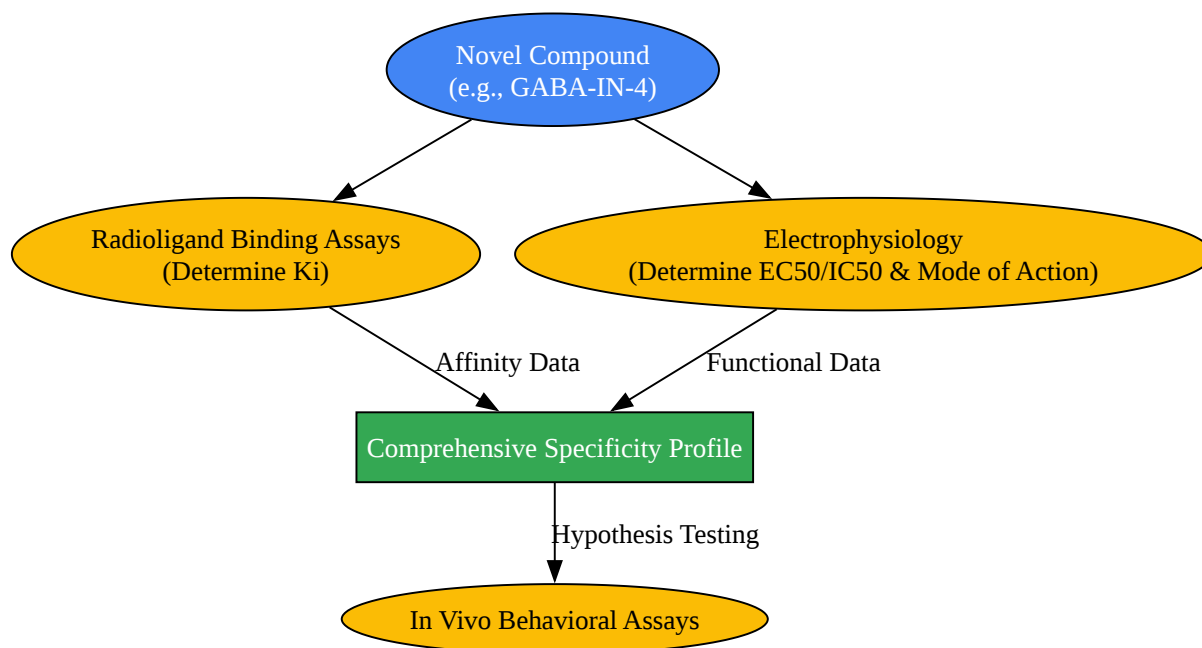 Novel Compound
(e.g., GABA-IN-4)
Radioligand Binding Assays
(Determine Ki)
Electrophysiology
(Determine EC50/IC50 & Mode of Action)
Affinity Data
Functional Data
Comprehensive Specificity Profile
Hypothesis Testing
In Vivo Behavioral Assays